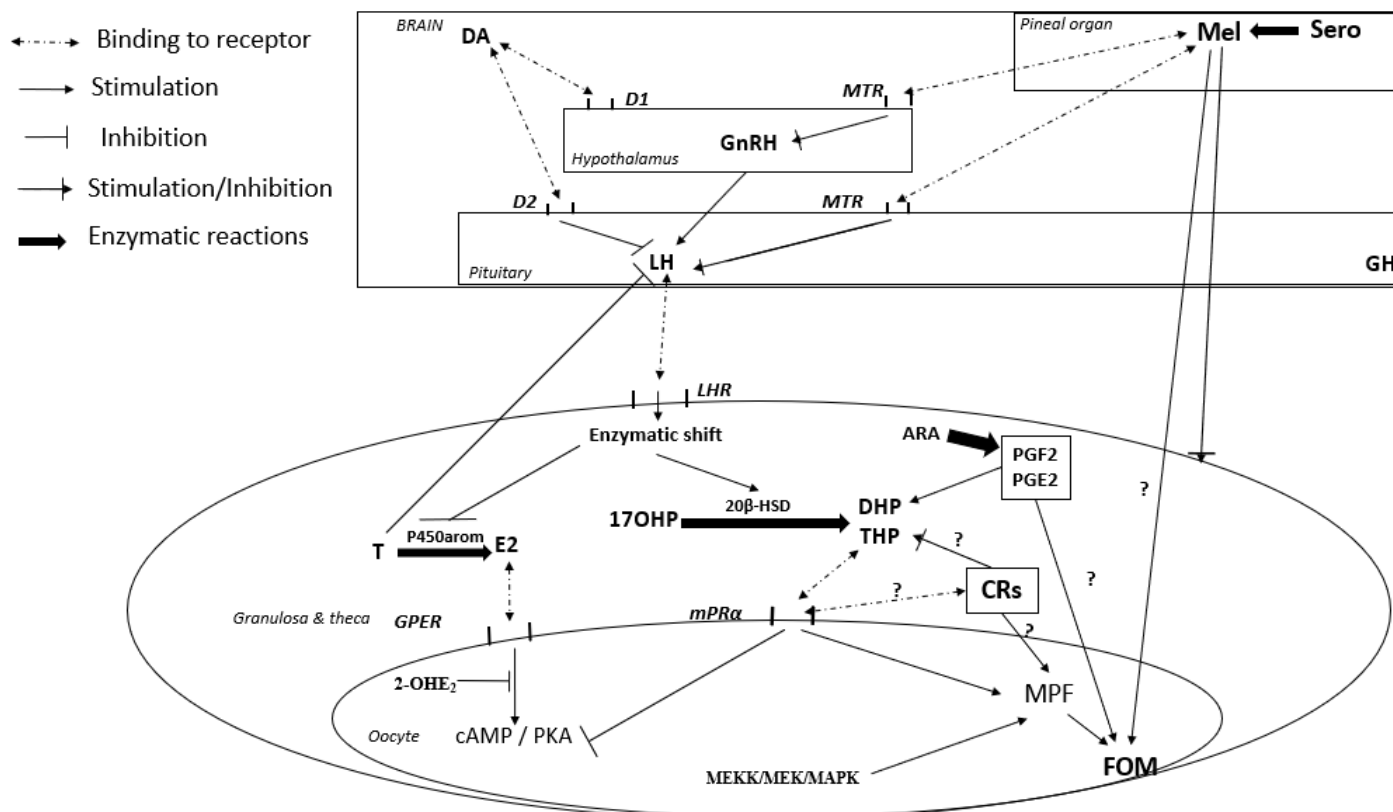 Binding to receptor
Stimulation
Inhibition
Stimulation/Inhibition
Enzymatic reactions
BRAIN
DA
Pineal organ
Mel
Sero
D1
MTR
GnRH
Hypothalamus
D2
MTR
LH
Pituitary
GH
LHR
Enzymatic shift
ARA
PGF2
PGE2
?
20β-HSD
17OHP
DHP
THP
P450arom
T
E2
?
?
?
CRs
Granulosa & theca
GPER
mPRα
?
2-OHE₂
MPF
Oocyte
cAMP / PKA
MEKK/MEK/MAPK
FOM